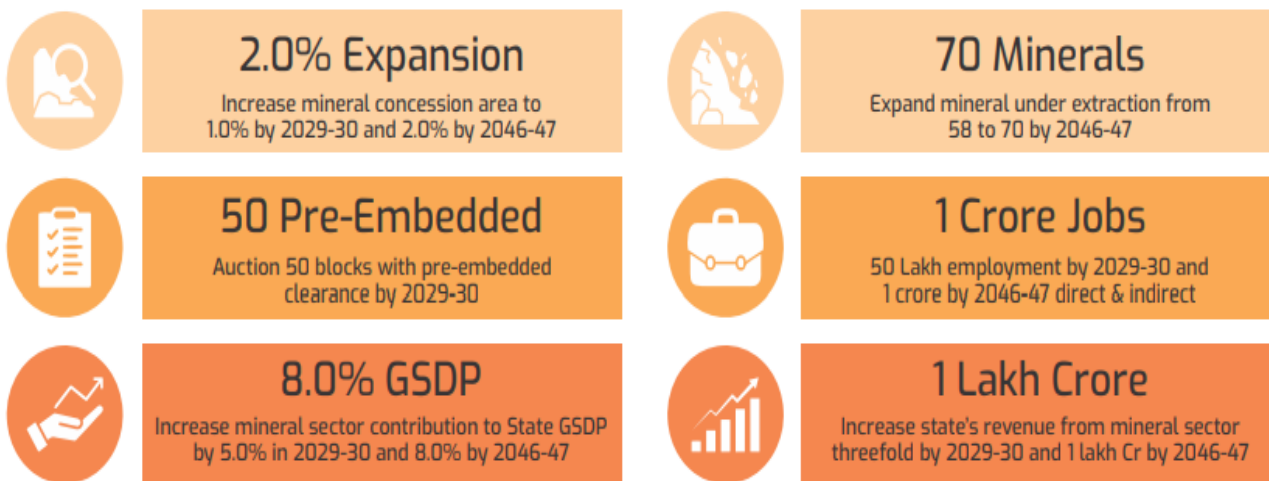 2.0% Expansion
Increase mineral concession area to
1.0% by 2029-30 and 2.0% by 2046-47
70 Minerals
Expand mineral under extraction from
58 to 70 by 2046-47
50 Pre-Embedded
Auction 50 blocks with pre-embedded
clearance by 2029-30
1 Crore Jobs
50 Lakh employment by 2029-30 and
1 crore by 2046-47 direct & indirect
8.0% GSDP
Increase mineral sector contribution to State GSDP
by 5.0% in 2029-30 and 8.0% by 2046-47
1 Lakh Crore
Increase state's revenue from mineral sector
threefold by 2029-30 and 1 lakh Cr by 2046-47